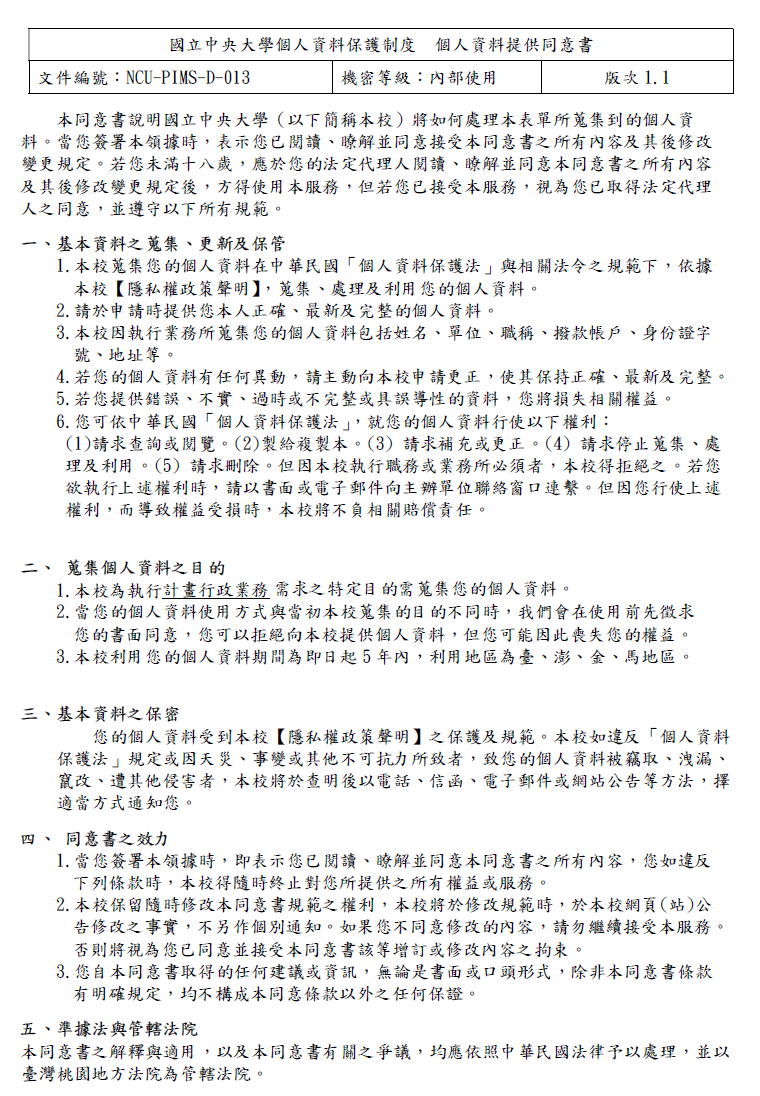 國立中央大學個人資料保護制度　個人資料提供同意書
文件編號：NCU-PIMS-D-013　機密等級：內部使用　版次1.1
本同意書說明國立中央大學（以下簡稱本校）將如何處理本表單所蒐集到的個人資
料。當您簽署本領據時，表示您已閱讀、瞭解並同意接受本同意書之所有內容及其後修改
變更規定。若您未滿十八歲，應於您的法定代理人閱讀、瞭解並同意本同意書之所有內容
及其後修改變更規定後，方得使用本服務，但若您已接受本服務，視為您已取得法定代理
人之同意，並遵守以下所有規範。
一、基本資料之蒐集、更新及保管
1.本校蒐集您的個人資料在中華民國「個人資料保護法」與相關法令之規範下，依據
本校【隱私權政策聲明】，蒐集、處理及利用您的個人資料。
2.請於申請時提供您本人正確、最新及完整的個人資料。
3.本校因執行業務所蒐集您的個人資料包括姓名、單位、職稱、撥款帳戶、身份證字
號、地址等。
4.若您的個人資料有任何異動，請主動向本校申請更正，使其保持正確、最新及完整。
5.若您提供錯誤、不實、過時或不完整或具誤導性的資料，您將損失相關權益。
6.您可依中華民國「個人資料保護法」，就您的個人資料行使以下權利：
(1)請求查詢或閱覽。(2)製給複製本。(3) 請求補充或更正。(4) 請求停止蒐集、處
理及利用。(5) 請求刪除。但因本校執行職務或業務所必須者，本校得拒絕之。若您
欲執行上述權利時，請以書面或電子郵件向主辦單位聯絡窗口連繫。但因您行使上述
權利，而導致權益受損時，本校將不負相關賠償責任。
二、 蒐集個人資料之目的
1.本校為執行計畫行政業務 需求之特定目的需蒐集您的個人資料。
2.當您的個人資料使用方式與當初本校蒐集的目的不同時，我們會在使用前先徵求
您的書面同意，您可以拒絕向本校提供個人資料，但您可能因此喪失您的權益。
3.本校利用您的個人資料期間為即日起5年內，利用地區為臺、澎、金、馬地區。
三、基本資料之保密
您的個人資料受到本校【隱私權政策聲明】之保護及規範。本校如違反「個人資料
保護法」規定或因天災、事變或其他不可抗力所致者，致您的個人資料被竊取、洩漏、
竄改、遭其他侵害者，本校將於查明後以電話、信函、電子郵件或網站公告等方法，擇
適當方式通知您。
四、 同意書之效力
1.當您簽署本領據時，即表示您已閱讀、瞭解並同意本同意書之所有內容，您如違反
下列條款時，本校得隨時終止對您所提供之所有權益或服務。
2.本校保留隨時修改本同意書規範之權利，本校將於修改規範時，於本校網頁(站)公
告修改之事實，不另作個別通知。如果您不同意修改的內容，請勿繼續接受本服務。
否則將視為您已同意並接受本同意書該等增訂或修改內容之拘束。
3.您自本同意書取得的任何建議或資訊，無論是書面或口頭形式，除非本同意書條款
有明確規定，均不構成本同意條款以外之任何保證。
五、準據法與管轄法院
本同意書之解釋與適用，以及本同意書有關之爭議，均應依照中華民國法律予以處理，並以
臺灣桃園地方法院為管轄法院。